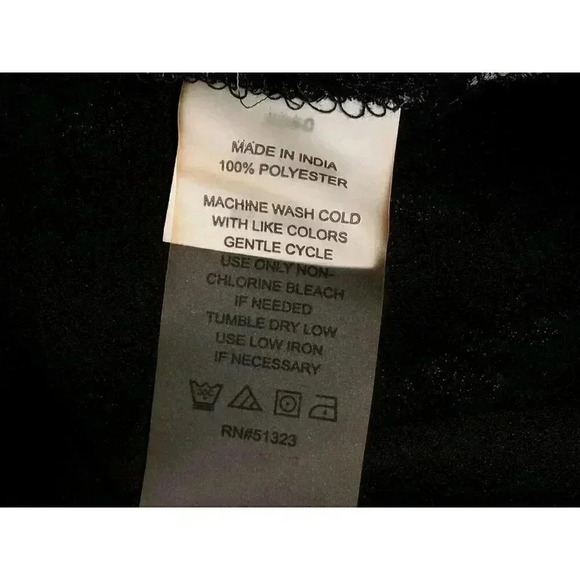 MADE IN INDIA
100% POLYESTER
MACHINE WASH COLD
WITH LIKE COLORS
GENTLE CYCLE
USE ONLY NON-
CHLORINE BLEACH
IF NEEDED
TUMBLE DRY LOW
USE LOW IRON
IF NECESSARY
RN#51323